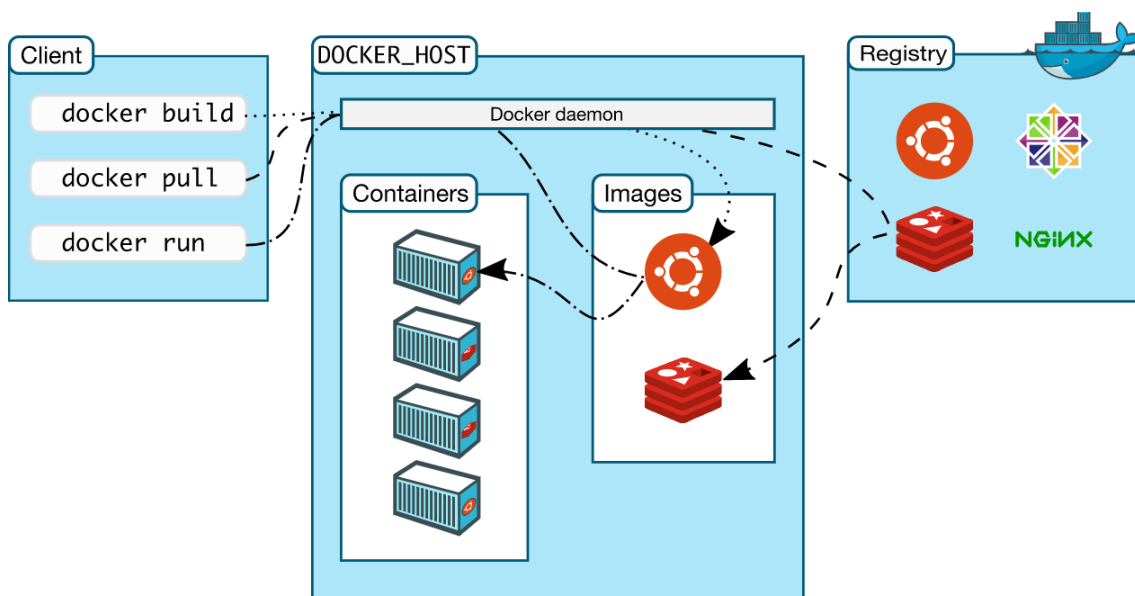 Client
docker build
docker pull
docker run
DOCKER_HOST
Docker daemon
Containers
Images
Registry
NGiNX